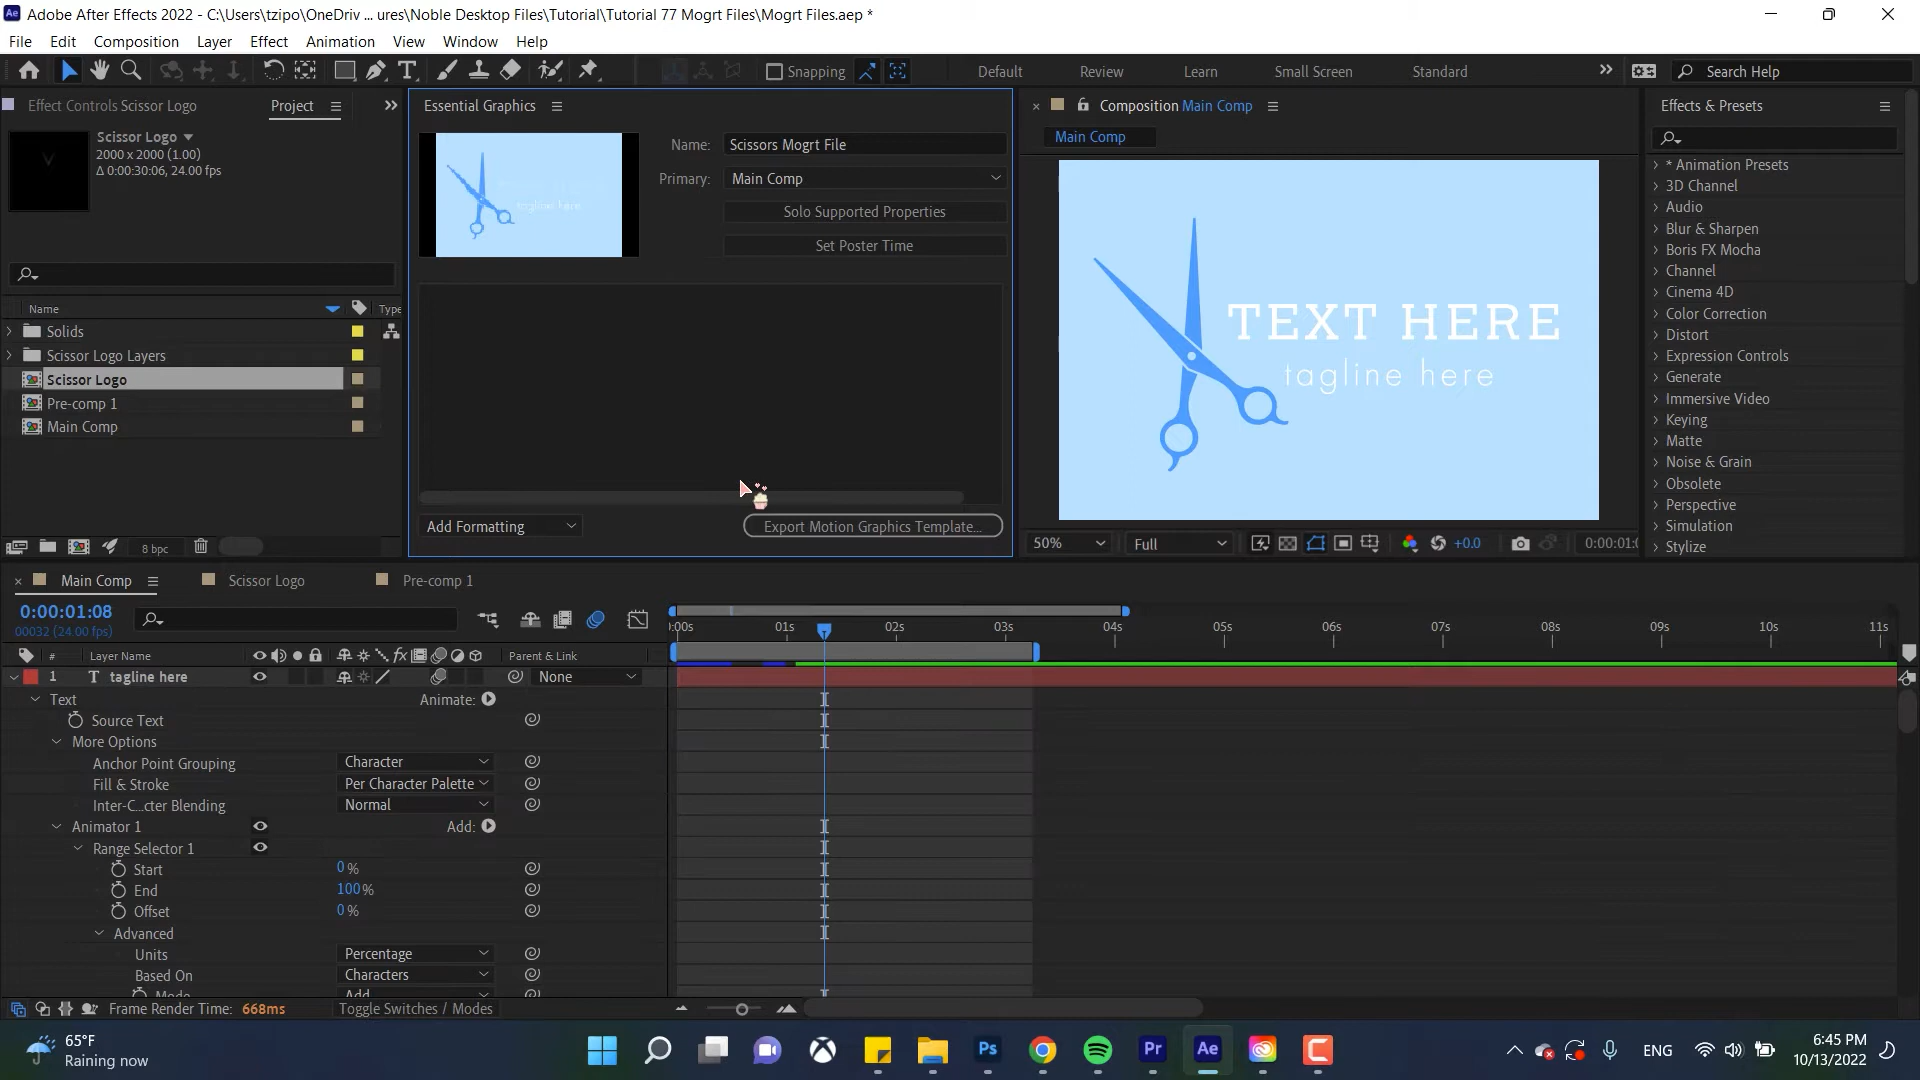 Adobe After Effects 2022 - C:\Users\tzipo\OneDriv ... ures\Noble Desktop Files\Tutorial\Tutorial 77 Mogrt Files\Mogrt Files.aep *
File Edit Composition Layer Effect Animation View Window Help
Snapping Default Review Learn Small Screen Standard Search Help
Effect Controls Scissor Logo Project
Scissor Logo
2000 x 2000 (1.00)
Δ 0:00:30:06, 24.00 fps
Name Type
Solids
Scissor Logo Layers
Scissor Logo
Pre-comp 1
Main Comp
8 bpc
Essential Graphics
tagline here
Name: Scissors Mogrt File
Primary: Main Comp
Solo Supported Properties
Set Poster Time
Add Formatting Export Motion Graphics Template...
Composition Main Comp
Main Comp
TEXT HERE
tagline here
50% Full +0.0
Effects & Presets
* Animation Presets
3D Channel
Audio
Blur & Sharpen
Boris FX Mocha
Channel
Cinema 4D
Color Correction
Distort
Expression Controls
Generate
Immersive Video
Keying
Matte
Noise & Grain
Obsolete
Perspective
Simulation
Stylize
Main Comp Scissor Logo Pre-comp 1
0:00:01:08
00032 (24.00 fps)
:00s 01s 02s 03s 04s 05s 06s 07s 08s 09s 10s 11s
# Layer Name Parent & Link
1 T tagline here None
Text Animate:
Source Text
More Options
Anchor Point Grouping Character
Fill & Stroke Per Character Palette
Inter-C...cter Blending Normal
Animator 1 Add:
Range Selector 1
Start 0%
End 100%
Offset 0%
Advanced
Units Percentage
Based On Characters
Mode Add
Frame Render Time: 668ms Toggle Switches / Modes
65°F
Raining now
ENG
6:45 PM
10/13/2022